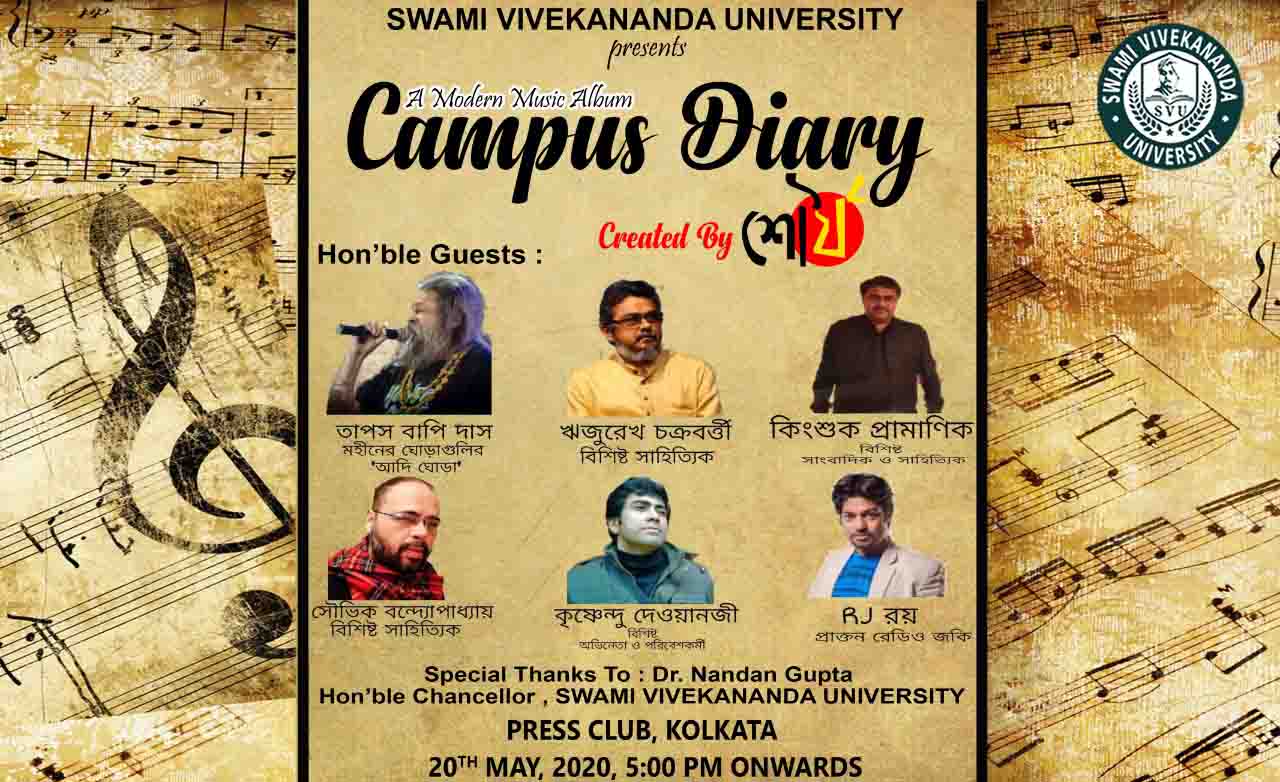 SWAMI VIVEKANANDA UNIVERSITY
presents
A Modern Music Album
Campus Diary
Created By শৌর্য
Hon'ble Guests :
তাপস বাপি দাস
মহীনের ঘোড়াগুলির
'আদি ঘোড়া'
ঋজুরেখ চক্রবর্ত্তী
বিশিষ্ট সাহিত্যিক
কিংশুক প্রামাণিক
বিশিষ্ট
সাংবাদিক ও সাহিত্যিক
সৌভিক বন্দ্যোপাধ্যায়
বিশিষ্ট সাহিত্যিক
কৃষ্ণেন্দু দেওয়ানজী
বিশিষ্ট
অভিনেতা ও পরিবেশকর্মী
RJ রয়
প্রাক্তন রেডিও জকি
Special Thanks To : Dr. Nandan Gupta
Hon'ble Chancellor , SWAMI VIVEKANANDA UNIVERSITY
PRESS CLUB, KOLKATA
20TH MAY, 2020, 5:00 PM ONWARDS
SWAMI VIVEKANANDA
SVU
UNIVERSITY